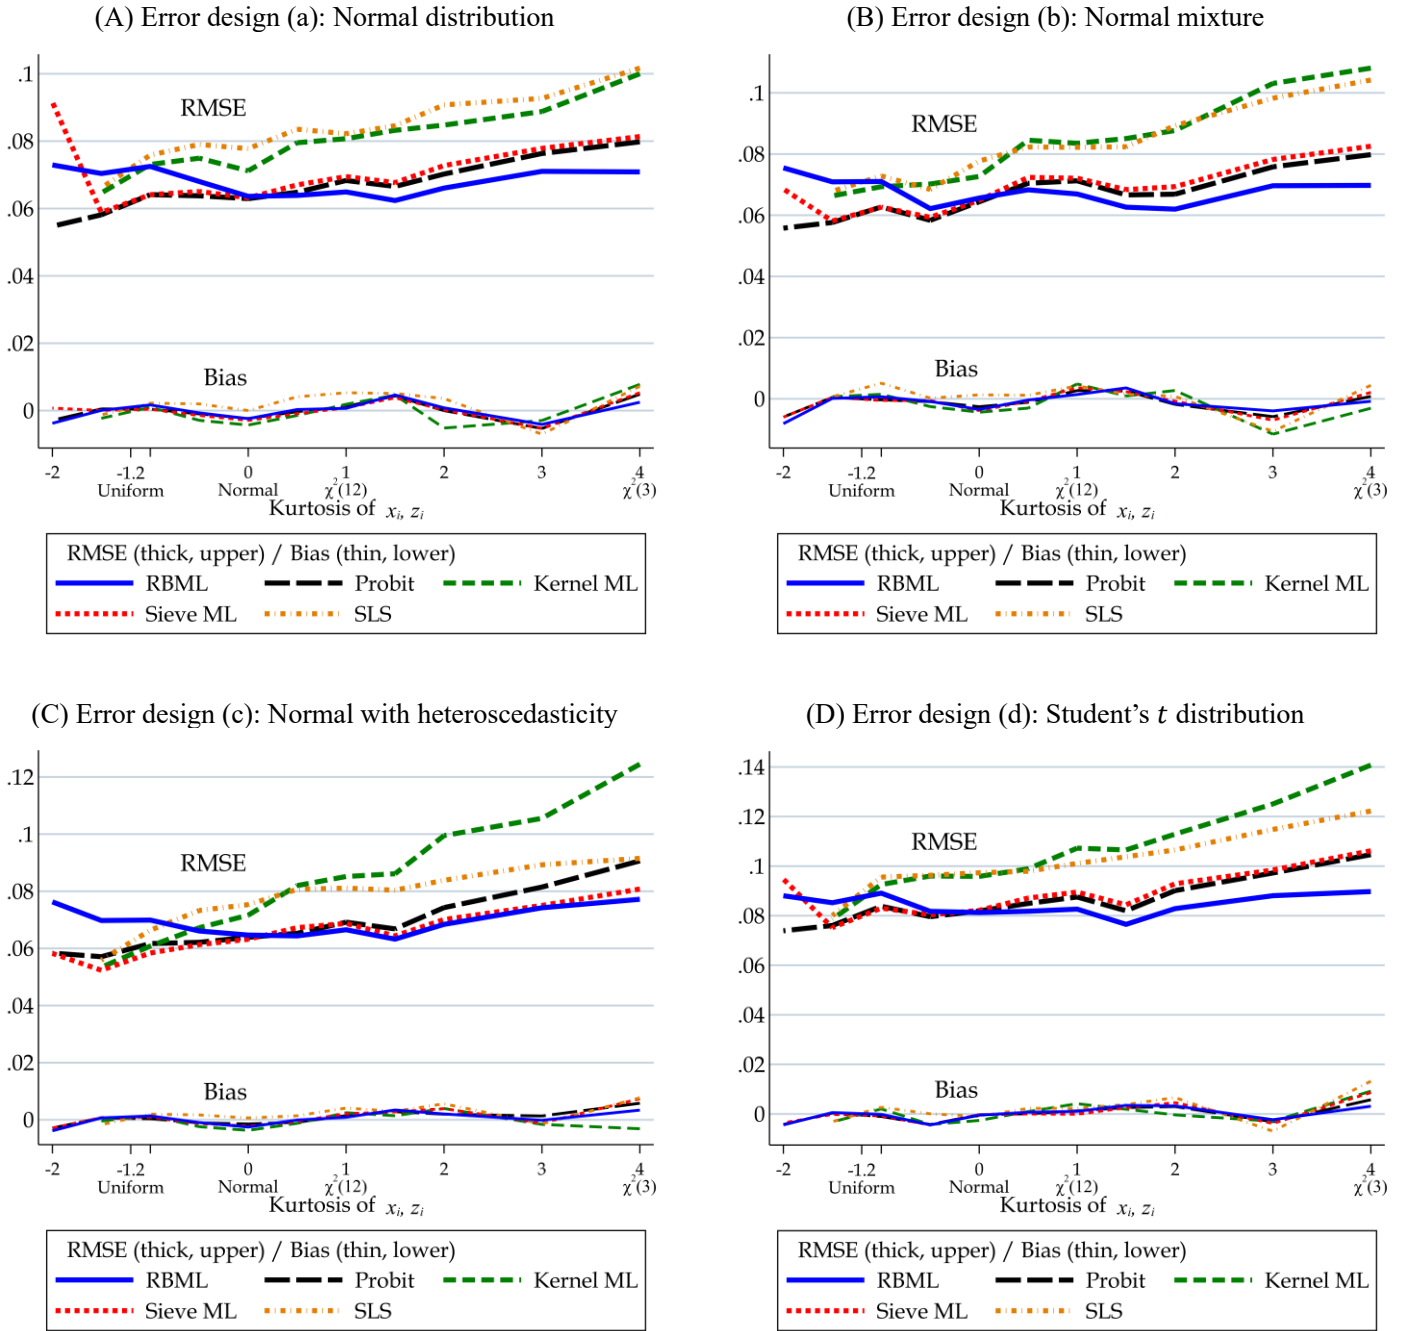 (A) Error design (a): Normal distribution
.1
.08
.06
.04
.02
0
RMSE
Bias
-2 -1.2 0 1 2 3 4
Uniform Normal χ²(12) χ²(3)
Kurtosis of xᵢ, zᵢ
RMSE (thick, upper) / Bias (thin, lower)
RBML Probit Kernel ML
Sieve ML SLS
(B) Error design (b): Normal mixture
.1
.08
.06
.04
.02
0
RMSE
Bias
-2 -1.2 0 1 2 3 4
Uniform Normal χ²(12) χ²(3)
Kurtosis of xᵢ, zᵢ
RMSE (thick, upper) / Bias (thin, lower)
RBML Probit Kernel ML
Sieve ML SLS
(C) Error design (c): Normal with heteroscedasticity
.12
.1
.08
.06
.04
.02
0
RMSE
Bias
-2 -1.2 0 1 2 3 4
Uniform Normal χ²(12) χ²(3)
Kurtosis of xᵢ, zᵢ
RMSE (thick, upper) / Bias (thin, lower)
RBML Probit Kernel ML
Sieve ML SLS
(D) Error design (d): Student's t distribution
.14
.12
.1
.08
.06
.04
.02
0
RMSE
Bias
-2 -1.2 0 1 2 3 4
Uniform Normal χ²(12) χ²(3)
Kurtosis of xᵢ, zᵢ
RMSE (thick, upper) / Bias (thin, lower)
RBML Probit Kernel ML
Sieve ML SLS